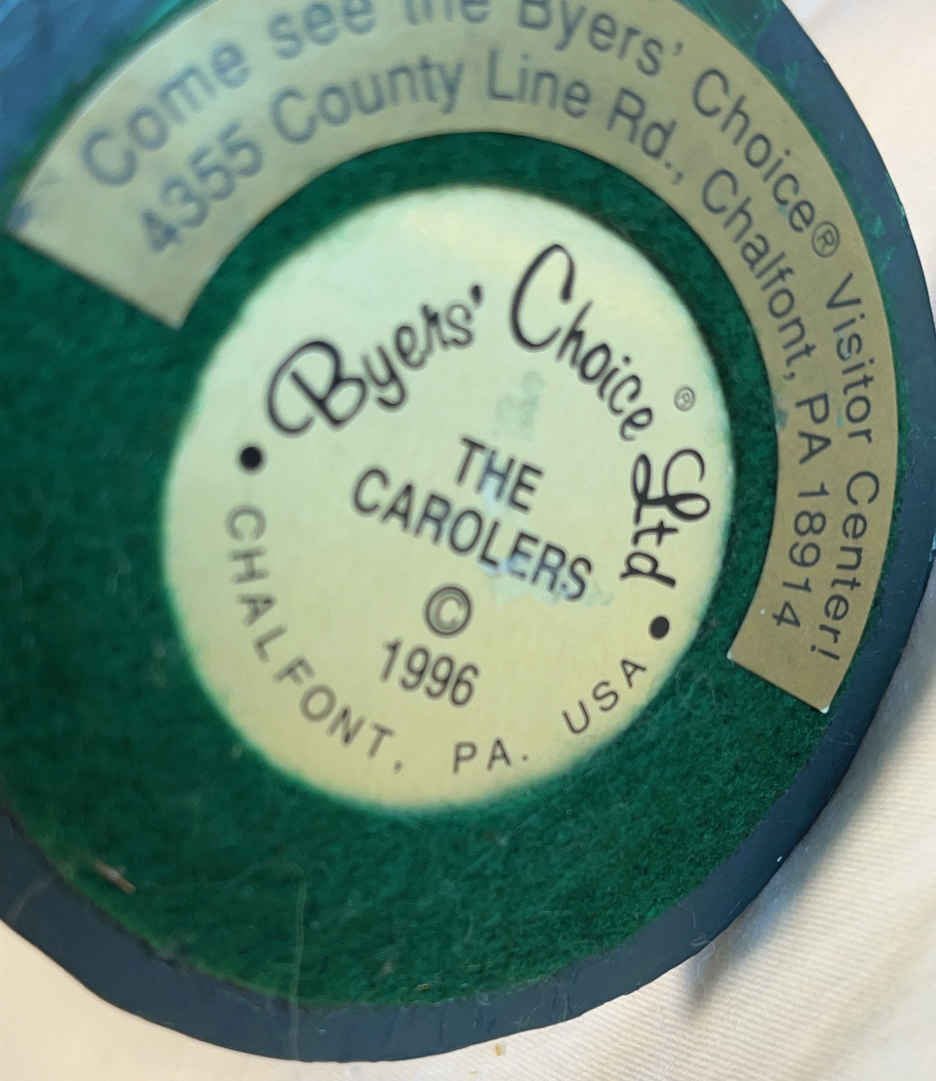 Come see the Byers' Choice® Visitor Center!
4355 County Line Rd., Chalfont, PA 18914
Byers' Choice Ltd ®
THE
CAROLERS
©
1996
• CHALFONT, PA. USA •